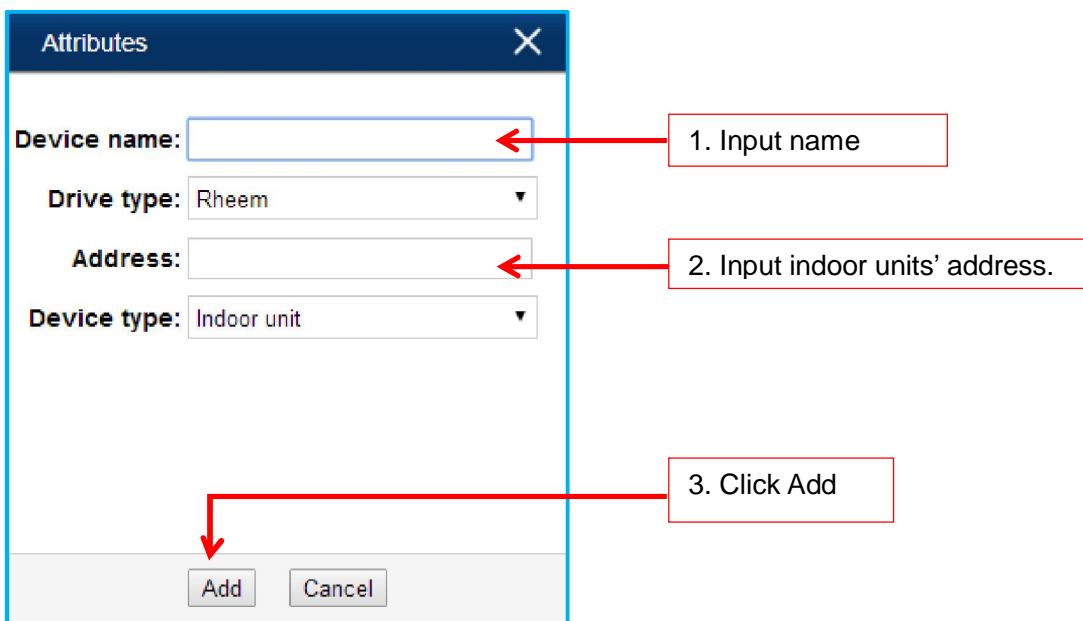 Attributes
Device name:
1. Input name
Drive type: Rheem
Address:
2. Input indoor units’ address.
Device type: Indoor unit
3. Click Add
Add Cancel